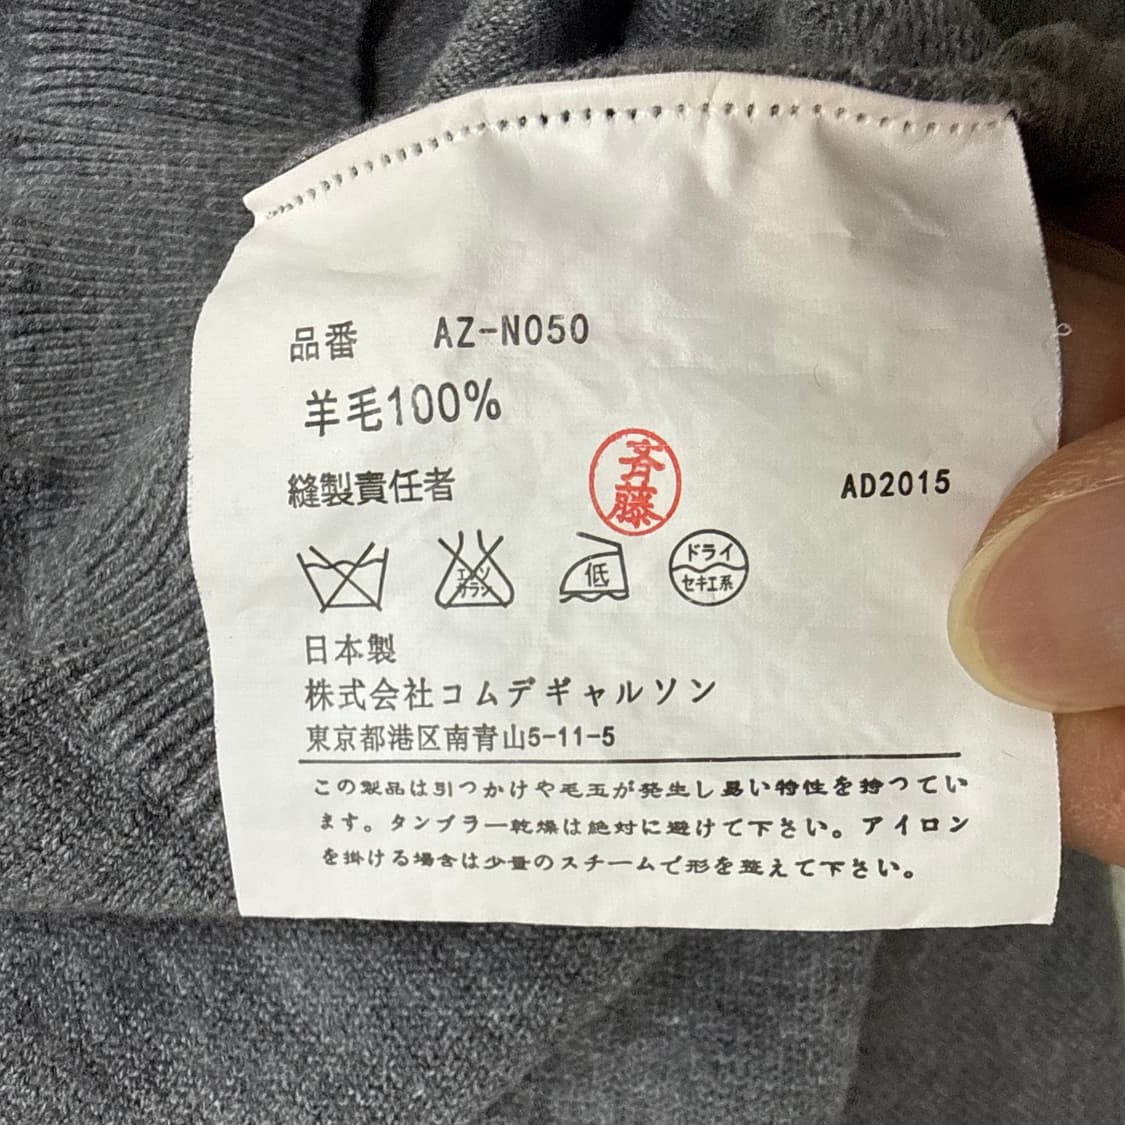 品番 AZ-N050
羊毛100%
縫製責任者 斉藤 AD2015
エンソ
サラシ
低
ドライ
セキユ系
日本製
株式会社コムデギャルソン
東京都港区南青山5-11-5
この製品は引つかけや毛玉が発生し易い特性を持つてい
ます。タンブラー乾燥は絶対に避けて下さい。アイロン
を掛ける場合は少量のスチームで形を整えて下さい。